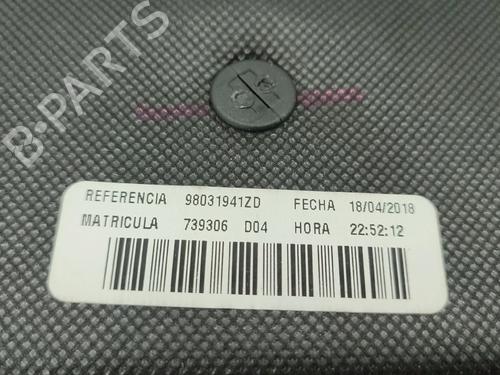 B-PARTS
REFERENCIA 98031941ZD FECHA 18/04/2018
MATRICULA 739306 D04 HORA 22:52:12